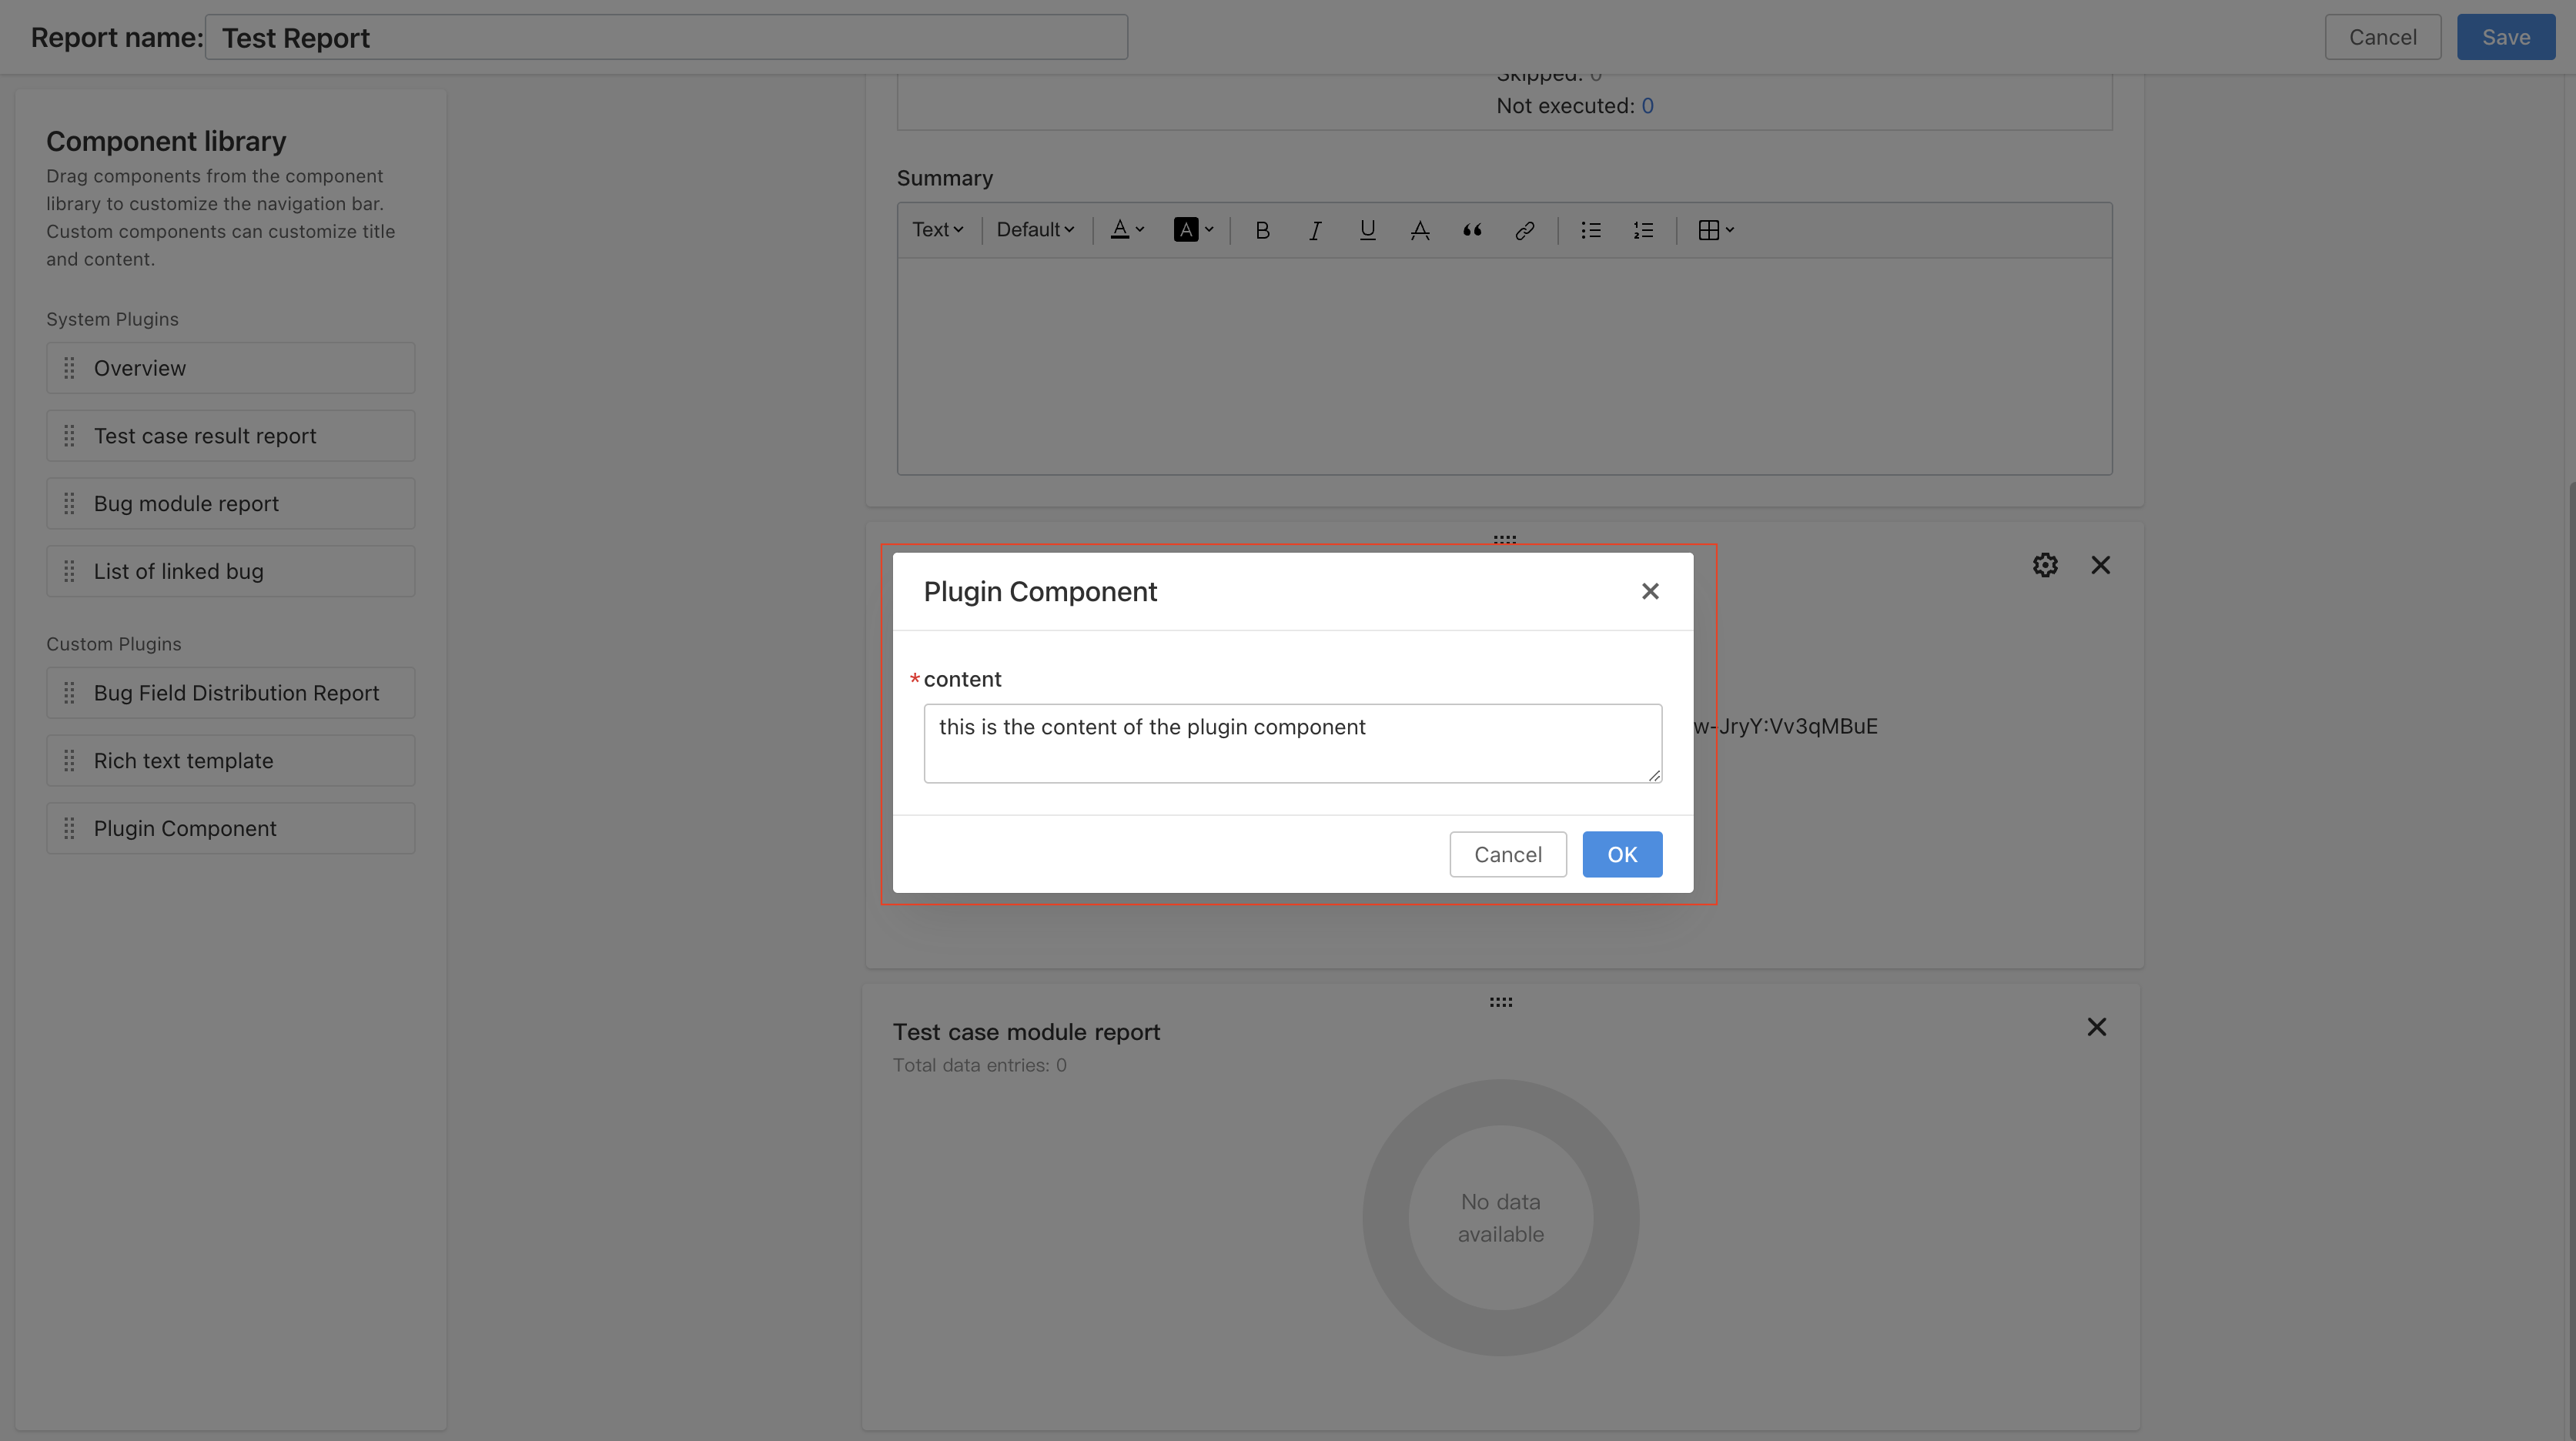 Report name:
Test Report
Cancel
Save
Component library
Drag components from the component
library to customize the navigation bar.
Custom components can customize title
and content.
System Plugins
Overview
Test case result report
Bug module report
List of linked bug
Custom Plugins
Bug Field Distribution Report
Rich text template
Plugin Component
Skipped: 0
Not executed: 0
Summary
Text
Default
Plugin Component
* content
this is the content of the plugin component
w-JryY:Vv3qMBuE
Cancel
OK
Test case module report
Total data entries: 0
No data
available